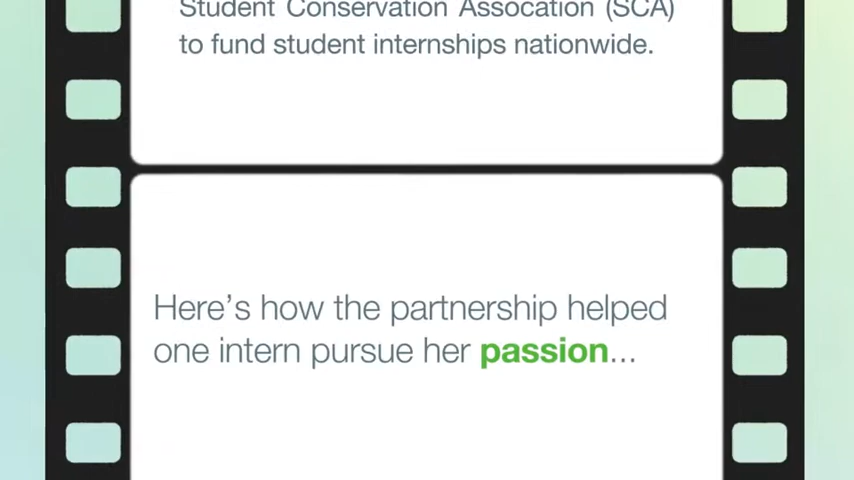 Student Conservation Assocation (SCA)
to fund student internships nationwide.
Here’s how the partnership helped
one intern pursue her passion...